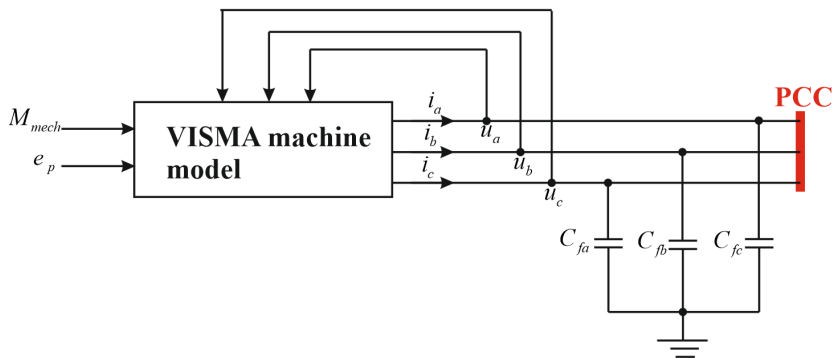 PCC
M_mech
i_a
VISMA machine
model
u_a
i_b
e_p
u_b
i_c
u_c
C_fa
C_fb
C_fc